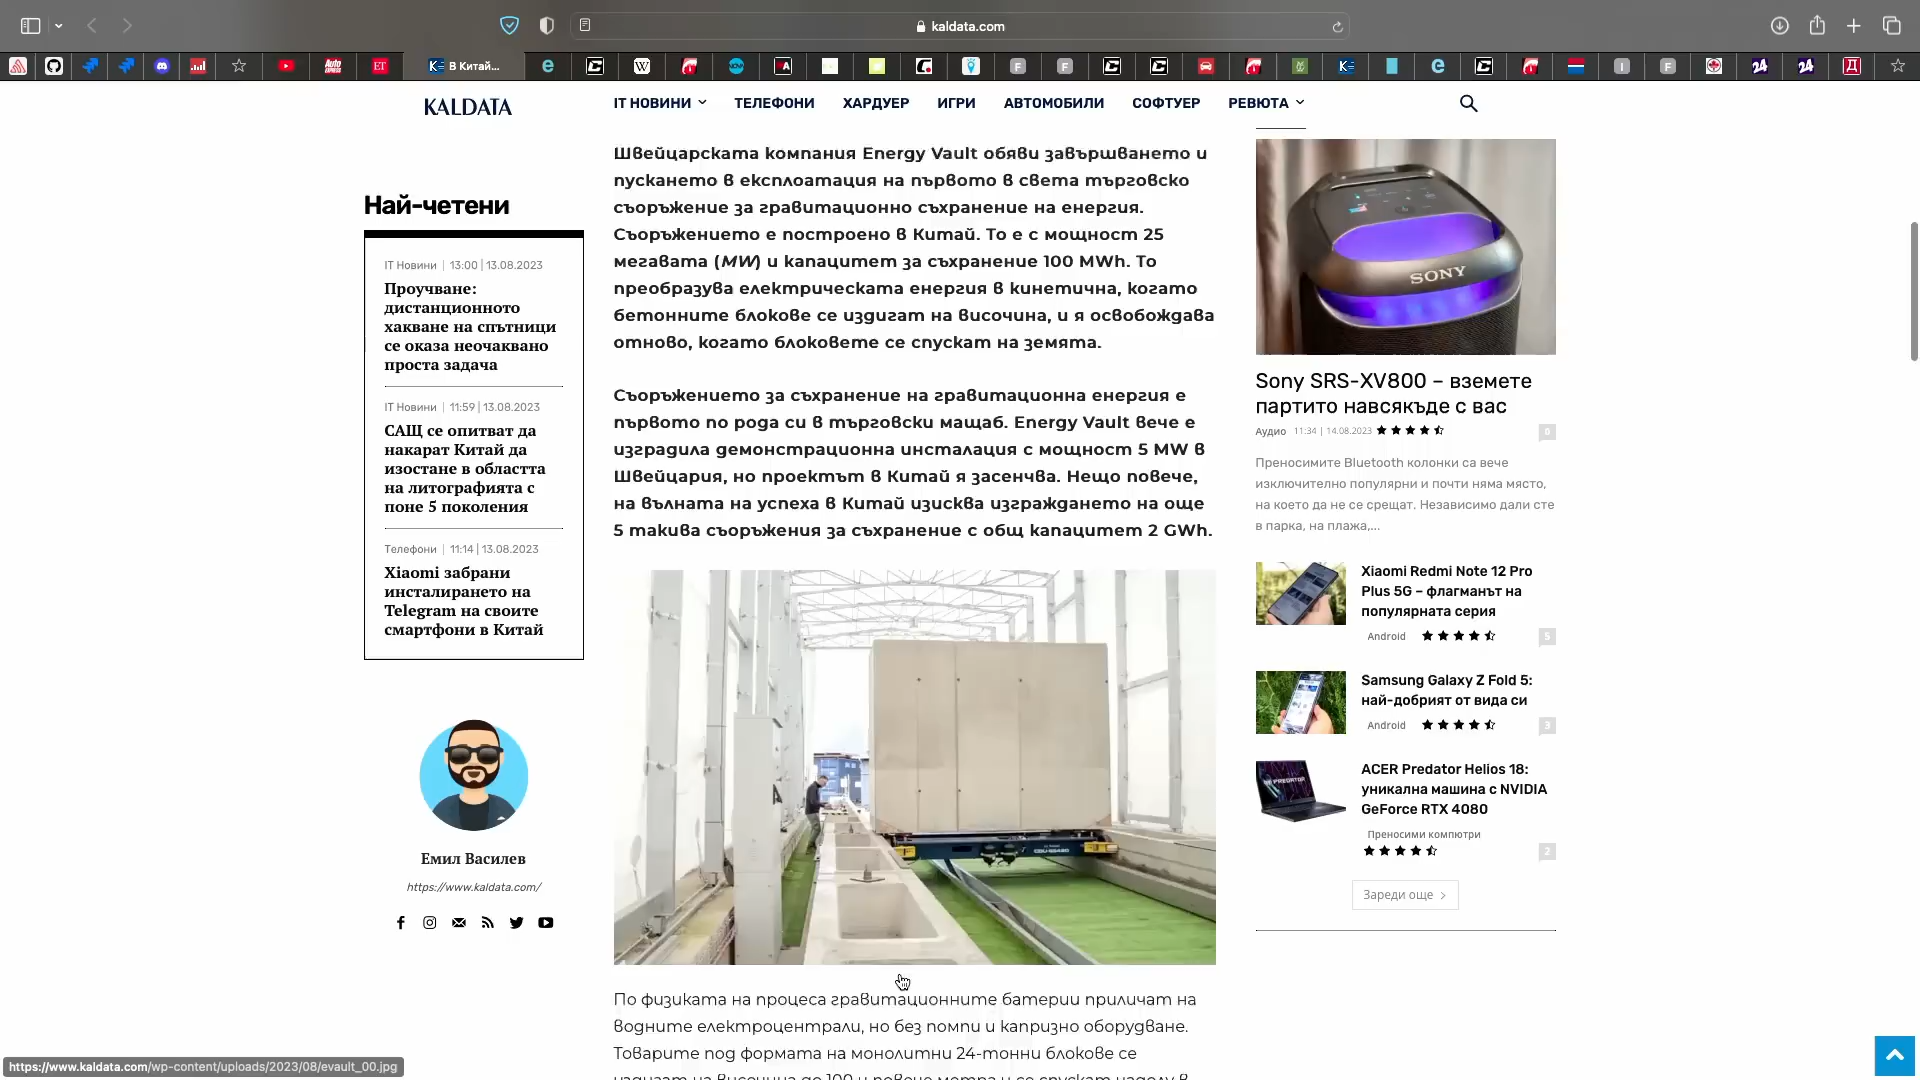 kaldata.com
В Китай...
KALDATA
IT НОВИНИ
ТЕЛЕФОНИ
ХАРДУЕР
ИГРИ
АВТОМОБИЛИ
СОФТУЕР
РЕВЮТА
Най-четени
IT Новини | 13:00 | 13.08.2023
Проучване:
дистанционното
хакване на спътници
се оказа неочаквано
проста задача
IT Новини | 11:59 | 13.08.2023
САЩ се опитват да
накарат Китай да
изостане в областта
на литографията с
поне 5 поколения
Телефони | 11:14 | 13.08.2023
Xiaomi забрани
инсталирането на
Telegram на своите
смартфони в Китай
Емил Василев
https://www.kaldata.com/
Швейцарската компания Energy Vault обяви завършването и
пускането в експлоатация на първото в света търговско
съоръжение за гравитационно съхранение на енергия.
Съоръжението е построено в Китай. То е с мощност 25
мегавата (MW) и капацитет за съхранение 100 MWh. То
преобразува електрическата енергия в кинетична, когато
бетонните блокове се издигат на височина, и я освобождава
отново, когато блоковете се спускат на земята.
Съоръжението за съхранение на гравитационна енергия е
първото по рода си в търговски мащаб. Energy Vault вече е
изградила демонстрационна инсталация с мощност 5 MW в
Швейцария, но проектът в Китай я засенчва. Нещо повече,
на вълната на успеха в Китай изисква изграждането на още
5 такива съоръжения за съхранение с общ капацитет 2 GWh.
По физиката на процеса гравитационните батерии приличат на
водните електроцентрали, но без помпи и капризно оборудване.
Товарите под формата на монолитни 24-тонни блокове се
издигат на височина до 100 и повече метра и се спускат надолу в
SONY
Sony SRS-XV800 – вземете
партито навсякъде с вас
Аудио 11:34 | 14.08.2023
0
Преносимите Bluetooth колонки са вече
изключително популярни и почти няма място,
на което да не се срещат. Независимо дали сте
в парка, на плажа,...
Xiaomi Redmi Note 12 Pro
Plus 5G – флагманът на
популярната серия
Android
5
Samsung Galaxy Z Fold 5:
най-добрият от вида си
Android
3
ACER Predator Helios 18:
уникална машина с NVIDIA
GeForce RTX 4080
Преносими компютри
2
Зареди още
https://www.kaldata.com/wp-content/uploads/2023/08/evault_00.jpg